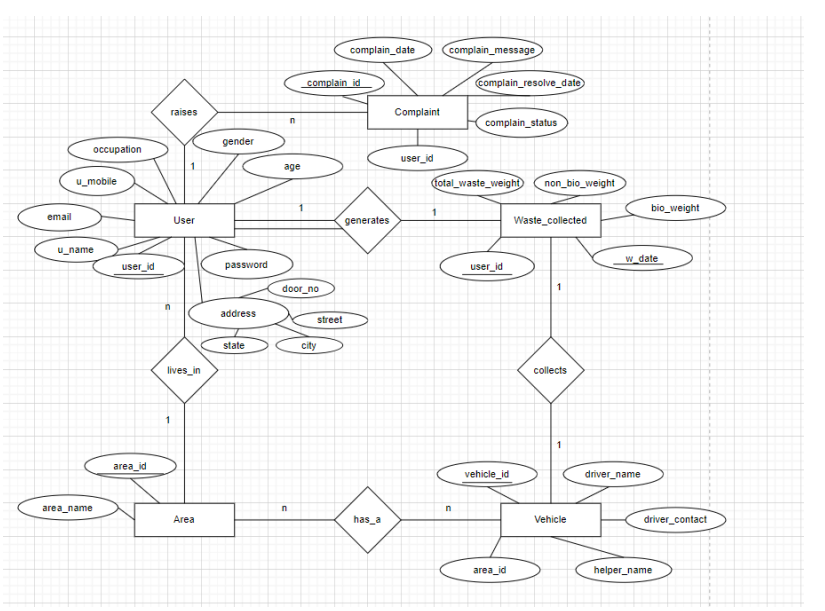 complain_date
complain_message
complain_id
complain_resolve_date
raises
Complaint
n
complain_status
gender
occupation
user_id
1
age
u_mobile
total_waste_weight
non_bio_weight
1
1
bio_weight
email
User
generates
Waste_collected
u_name
user_id
password
user_id
w_date
door_no
1
n
address
street
state
city
lives_in
collects
1
1
area_id
vehicle_id
driver_name
area_name
n
n
Area
has_a
Vehicle
driver_contact
area_id
helper_name